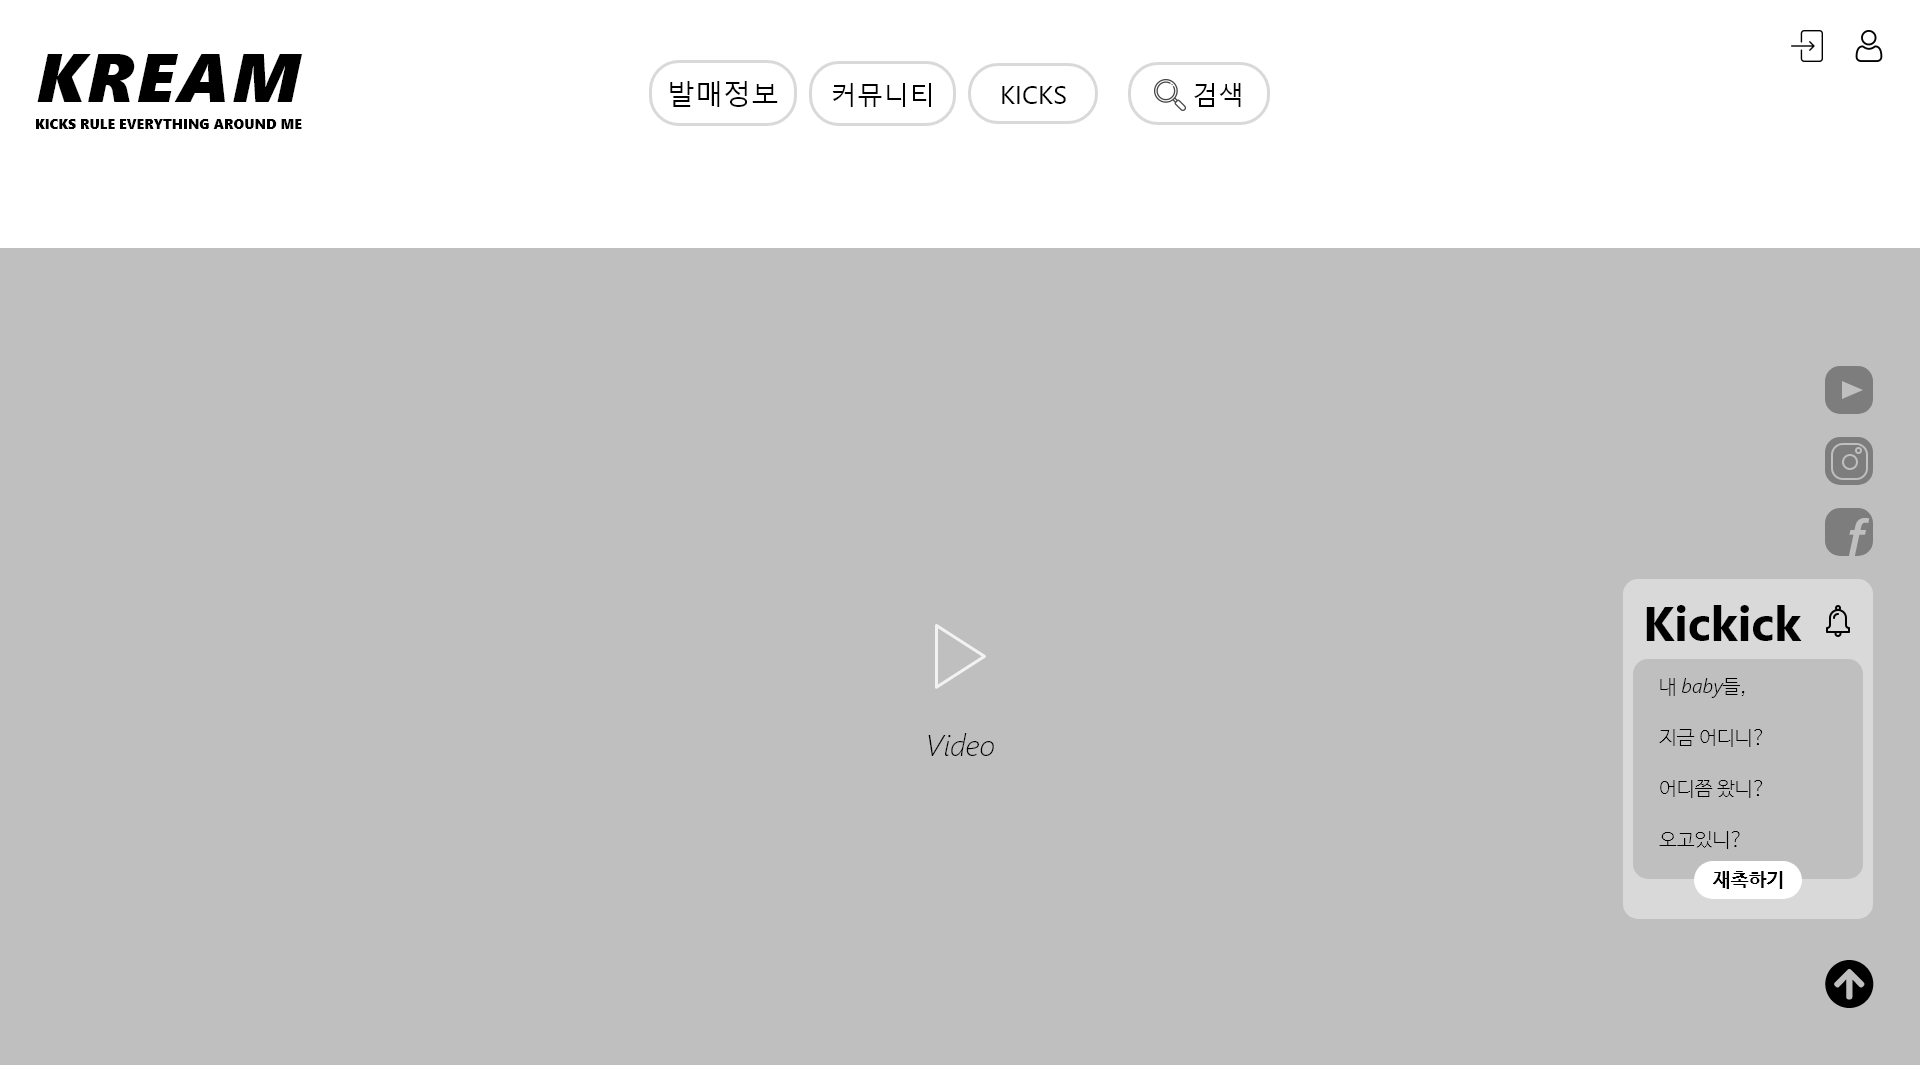 KREAM
KICKS RULE EVERYTHING AROUND ME
발매정보 커뮤니티 KICKS 검색
Video
Kickick
내 baby들,
지금 어디니?
어디쯤 왔니?
오고있니?
재촉하기